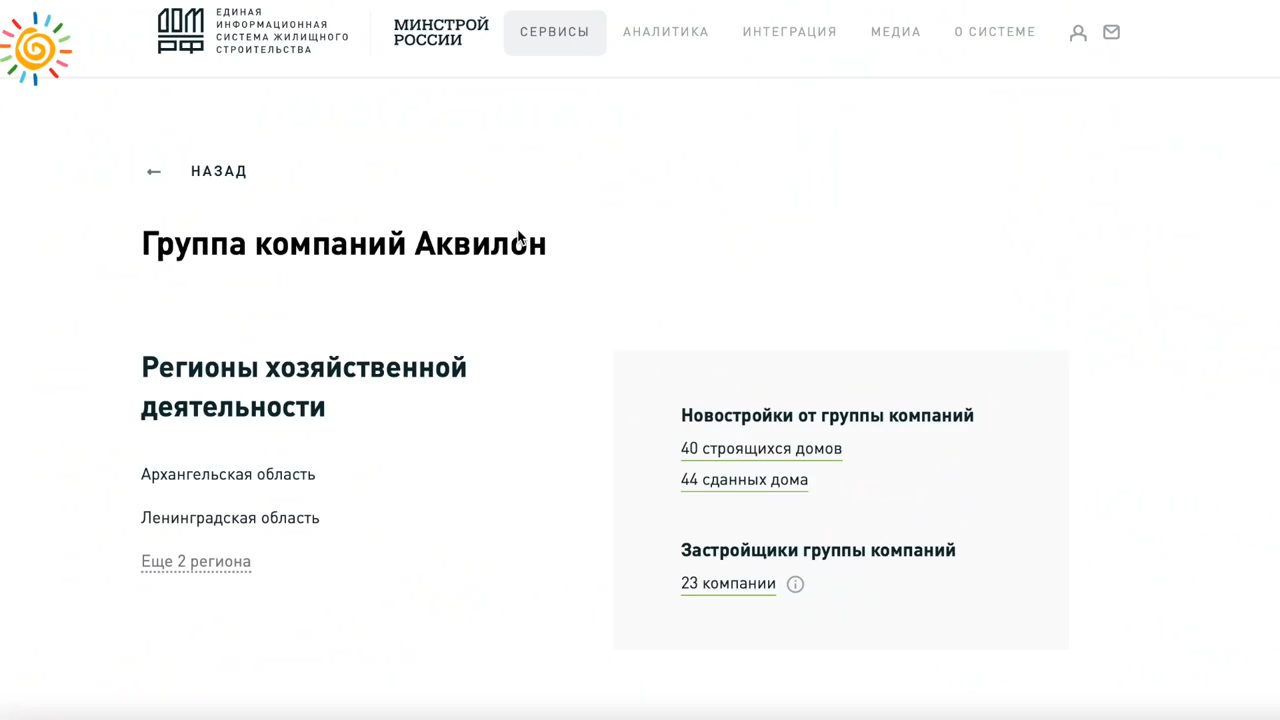 ДОМ
РФ
ЕДИНАЯ
ИНФОРМАЦИОННАЯ
СИСТЕМА ЖИЛИЩНОГО
СТРОИТЕЛЬСТВА
МИНСТРОЙ
РОССИИ
СЕРВИСЫ
АНАЛИТИКА
ИНТЕГРАЦИЯ
МЕДИА
О СИСТЕМЕ
НАЗАД
Группа компаний Аквилон
Регионы хозяйственной
деятельности
Архангельская область
Ленинградская область
Еще 2 региона
Новостройки от группы компаний
40 строящихся домов
44 сданных дома
Застройщики группы компаний
23 компании